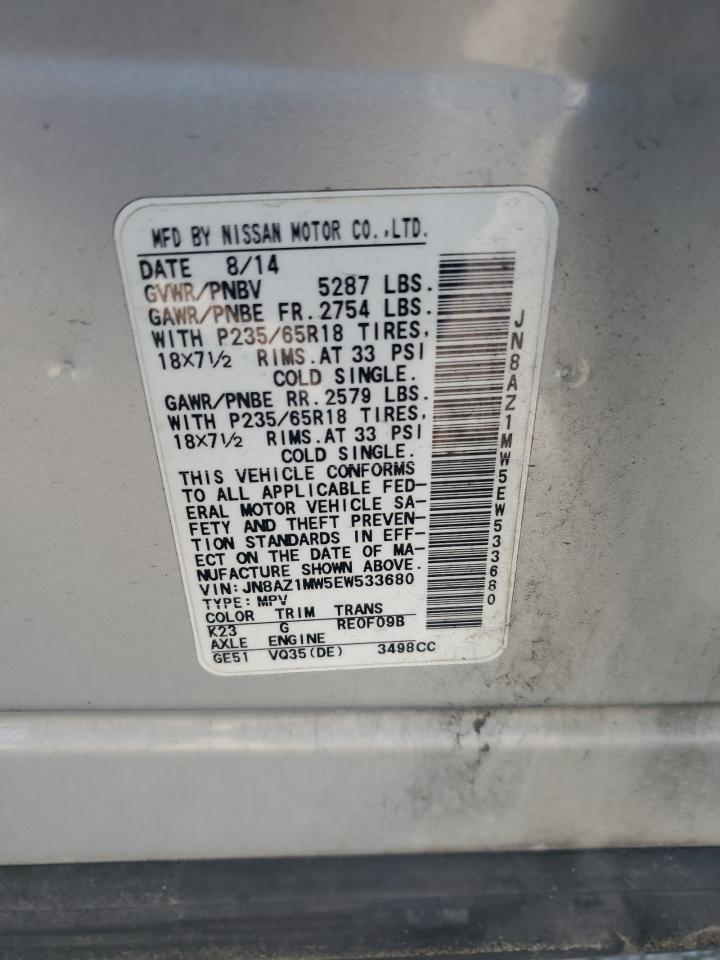 MFD BY NISSAN MOTOR CO.,LTD.
DATE 8/14
GVWR/PNBV 5287 LBS.
GAWR/PNBE FR. 2754 LBS.
WITH P235/65R18 TIRES,
18X7½ RIMS.AT 33 PSI
COLD SINGLE.
GAWR/PNBE RR. 2579 LBS.
WITH P235/65R18 TIRES,
18X7½ RIMS.AT 33 PSI
COLD SINGLE.
THIS VEHICLE CONFORMS
TO ALL APPLICABLE FED-
ERAL MOTOR VEHICLE SA-
FETY AND THEFT PREVEN-
TION STANDARDS IN EFF-
ECT ON THE DATE OF MA-
NUFACTURE SHOWN ABOVE.
VIN: JN8AZ1MW5EW533680
TYPE: MPV
COLOR TRIM TRANS
K23 G RE0F09B
AXLE ENGINE
GE51 VQ35(DE) 3498CC
JN8AZ1MW5EW533680